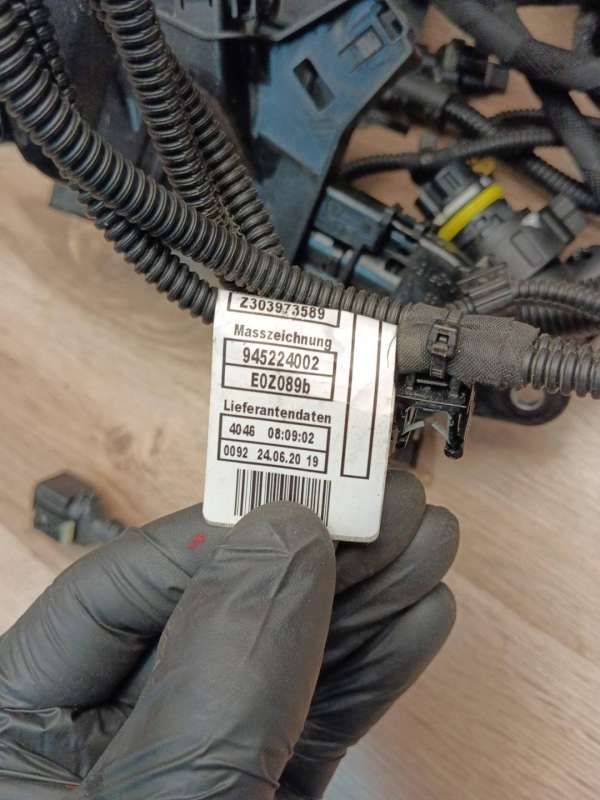 Z303973589
Masszeichnung
945224002
E0Z089b
Lieferantendaten
4046 08:09:02
0092 24.06.20 19